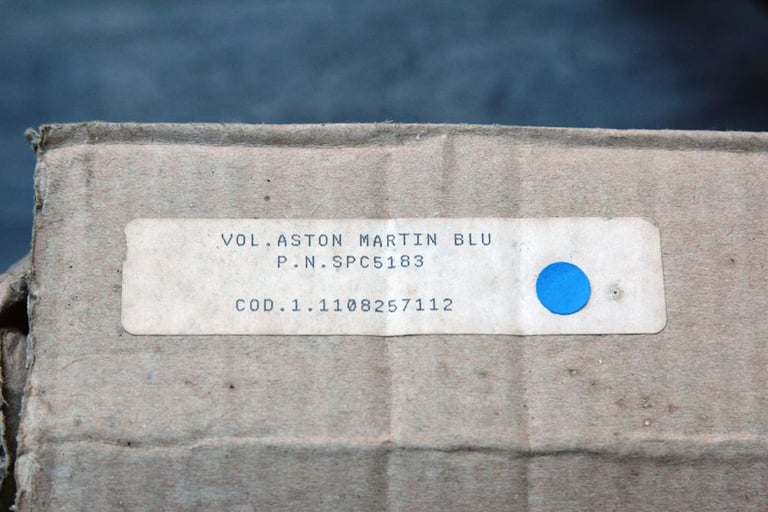 VOL.ASTON MARTIN BLU
P.N.SPC5183
COD.1.1108257112